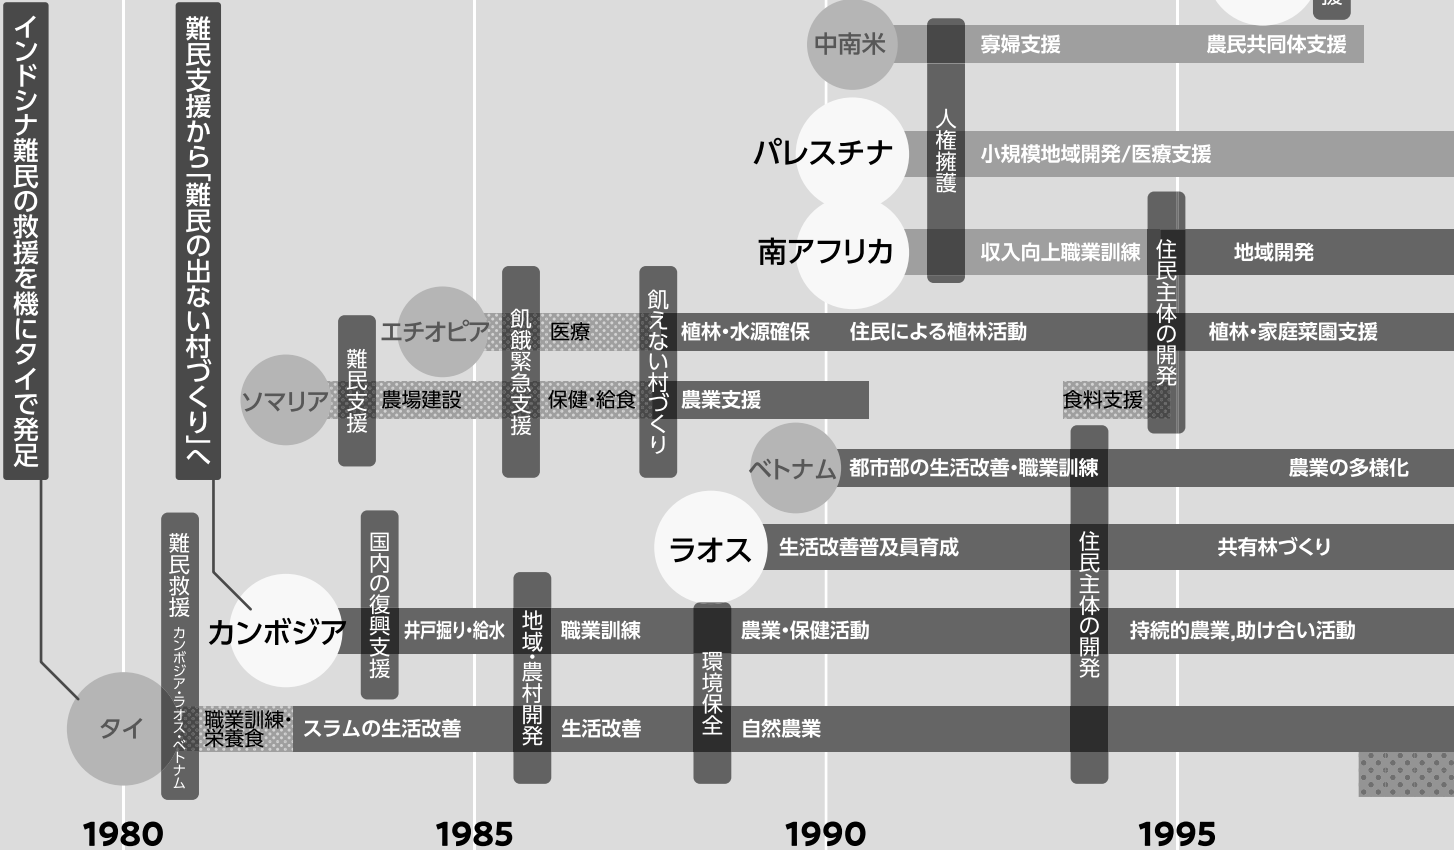 インドシナ難民の救援を機にタイで発足
難民支援から「難民の出ない村づくり」へ
中南米
寡婦支援
農民共同体支援
人権擁護
パレスチナ
小規模地域開発/医療支援
南アフリカ
収入向上職業訓練
住民主体の開発
地域開発
エチオピア
飢餓緊急支援
医療
飢えない村づくり
植林・水源確保
住民による植林活動
植林・家庭菜園支援
ソマリア
難民支援
農場建設
保健・給食
農業支援
食料支援
ベトナム
都市部の生活改善・職業訓練
農業の多様化
ラオス
生活改善普及員育成
住民主体の開発
共有林づくり
カンボジア
国内の復興支援
井戸掘り・給水
地域・農村開発
職業訓練
環境保全
農業・保健活動
持続的農業,助け合い活動
タイ
難民救援 カンボジア・ラオス・ベトナム
職業訓練・
栄養食
スラムの生活改善
生活改善
自然農業
1980
1985
1990
1995